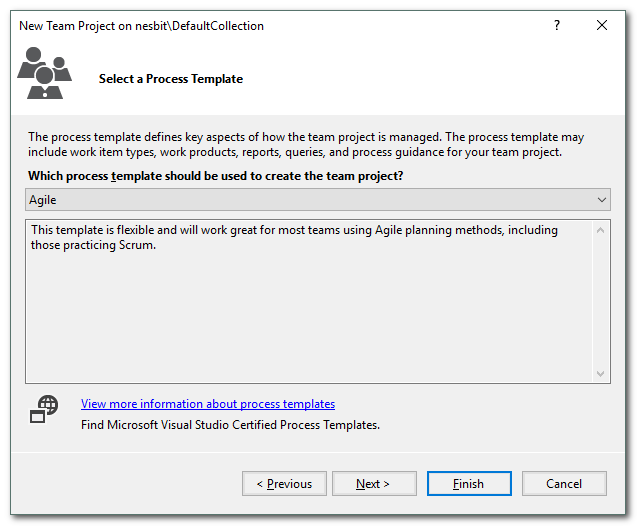 New Team Project on nesbit\DefaultCollection
?
Select a Process Template
The process template defines key aspects of how the team project is managed. The process template may
include work item types, work products, reports, queries, and process guidance for your team project.
Which process template should be used to create the team project?
Agile
This template is flexible and will work great for most teams using Agile planning methods, including
those practicing Scrum.
View more information about process templates
Find Microsoft Visual Studio Certified Process Templates.
< Previous Next > Finish Cancel